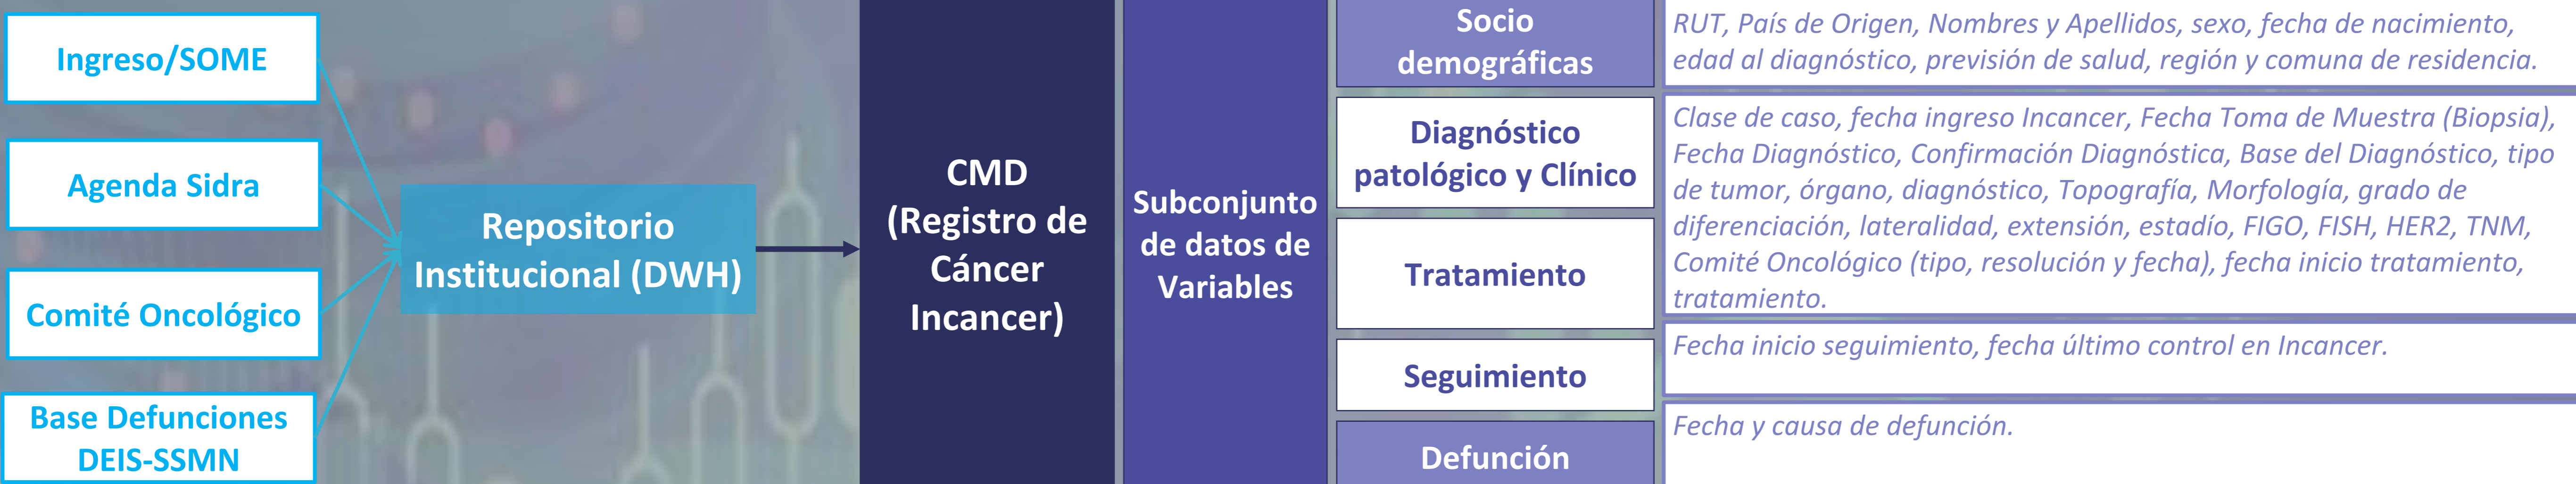 Ingreso/SOME
Agenda Sidra
Comité Oncológico
Base Defunciones
DEIS-SSMN
Repositorio
Institucional (DWH)
CMD
(Registro de
Cáncer
Incancer)
Subconjunto
de datos de
Variables
Socio
demográficas
RUT, País de Origen, Nombres y Apellidos, sexo, fecha de nacimiento,
edad al diagnóstico, previsión de salud, región y comuna de residencia.
Diagnóstico
patológico y Clínico
Tratamiento
Clase de caso, fecha ingreso Incancer, Fecha Toma de Muestra (Biopsia),
Fecha Diagnóstico, Confirmación Diagnóstica, Base del Diagnóstico, tipo
de tumor, órgano, diagnóstico, Topografía, Morfología, grado de
diferenciación, lateralidad, extensión, estadío, FIGO, FISH, HER2, TNM,
Comité Oncológico (tipo, resolución y fecha), fecha inicio tratamiento,
tratamiento.
Seguimiento
Fecha inicio seguimiento, fecha último control en Incancer.
Defunción
Fecha y causa de defunción.